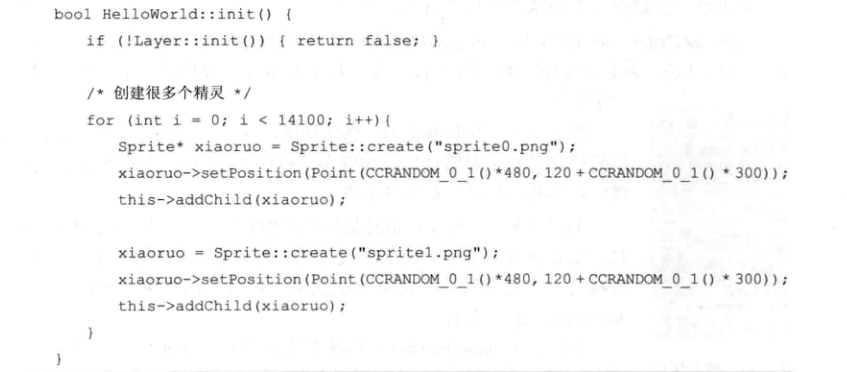 bool HelloWorld::init() {
if (!Layer::init()) { return false; }
/* 创建很多个精灵 */
for (int i = 0; i < 14100; i++){
Sprite* xiaoruo = Sprite::create("sprite0.png");
xiaoruo->setPosition(Point(CCRANDOM_0_1()*480, 120 + CCRANDOM_0_1() * 300));
this->addChild(xiaoruo);
xiaoruo = Sprite::create("sprite1.png");
xiaoruo->setPosition(Point(CCRANDOM_0_1()*480, 120 + CCRANDOM_0_1() * 300));
this->addChild(xiaoruo);
}
}